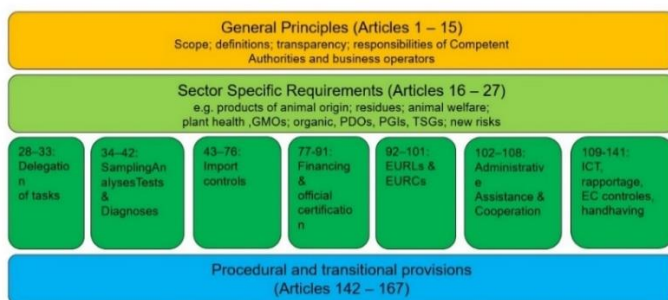 General Principles (Articles 1 – 15)
Scope; definitions; transparency; responsibilities of Competent
Authorities and business operators
Sector Specific Requirements (Articles 16 – 27)
e.g. products of animal origin; residues; animal welfare;
plant health ,GMOs; organic, PDOs, PGIs, TSGs; new risks
28–33:
Delegatio
n
of tasks
34–42:
SamplingAn
alysesTests
&
Diagnoses
43–76:
Import
controls
77-91:
Financing
&
official
certificatio
n
92–101:
EURLs &
EURCs
102–108:
Administrativ
e
Assistance &
Cooperation
109-141:
ICT,
rapportage,
EC controles,
handhaving
Procedural and transitional provisions
(Articles 142 – 167)